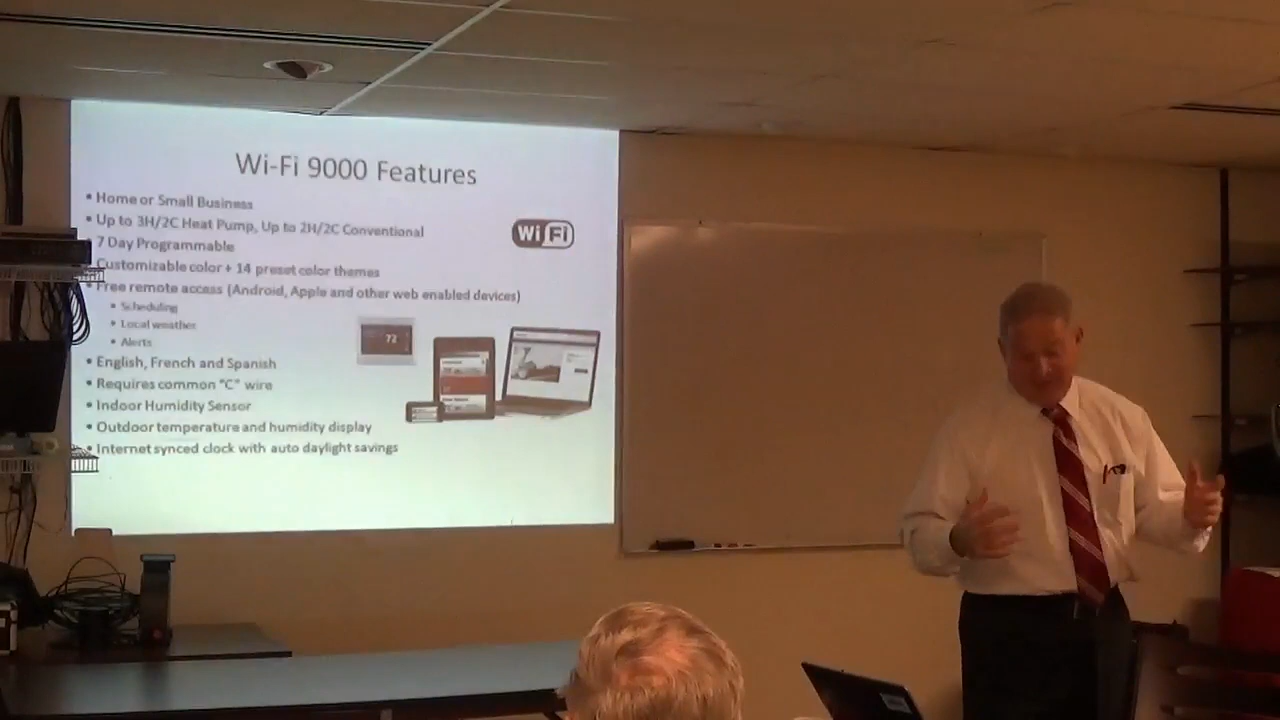 Wi-Fi 9000 Features
• Home or Small Business
• Up to 3H/2C Heat Pump, Up to 2H/2C Conventional
7 Day Programmable
Customizable color + 14 preset color themes
• Free remote access (Android, Apple and other web enabled devices)
• Scheduling
• Local weather
• Alerts
• English, French and Spanish
• Requires common "C" wire
• Indoor Humidity Sensor
• Outdoor temperature and humidity display
• Internet synced clock with auto daylight savings
Wi Fi
72